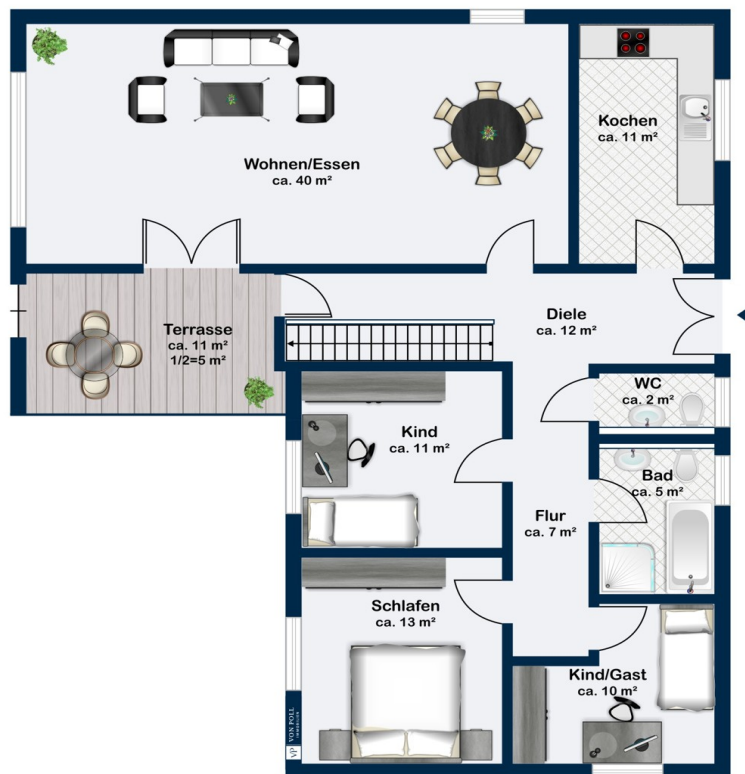 Wohnen/Essen
ca. 40 m²
Kochen
ca. 11 m²
Terrasse
ca. 11 m²
1/2=5 m²
Diele
ca. 12 m²
WC
ca. 2 m²
Kind
ca. 11 m²
Bad
ca. 5 m²
Flur
ca. 7 m²
Schlafen
ca. 13 m²
Kind/Gast
ca. 10 m²
VP
VON POLL
IMMOBILIEN